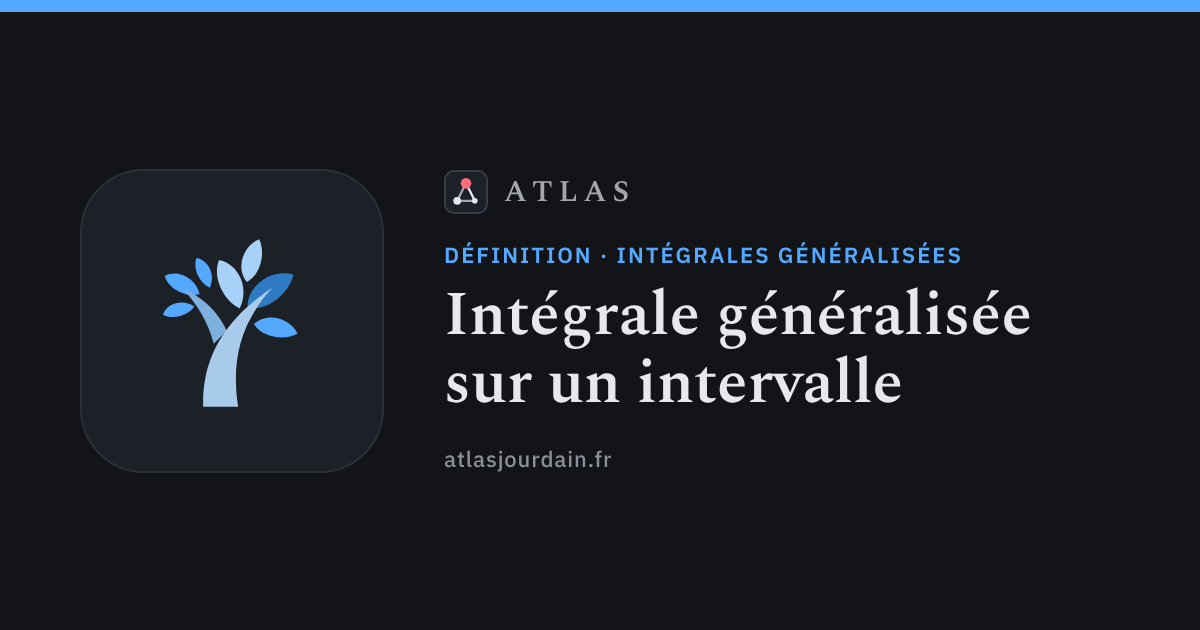 ATLAS
DÉFINITION · INTÉGRALES GÉNÉRALISÉES
Intégrale généralisée
sur un intervalle
atlasjourdain.fr